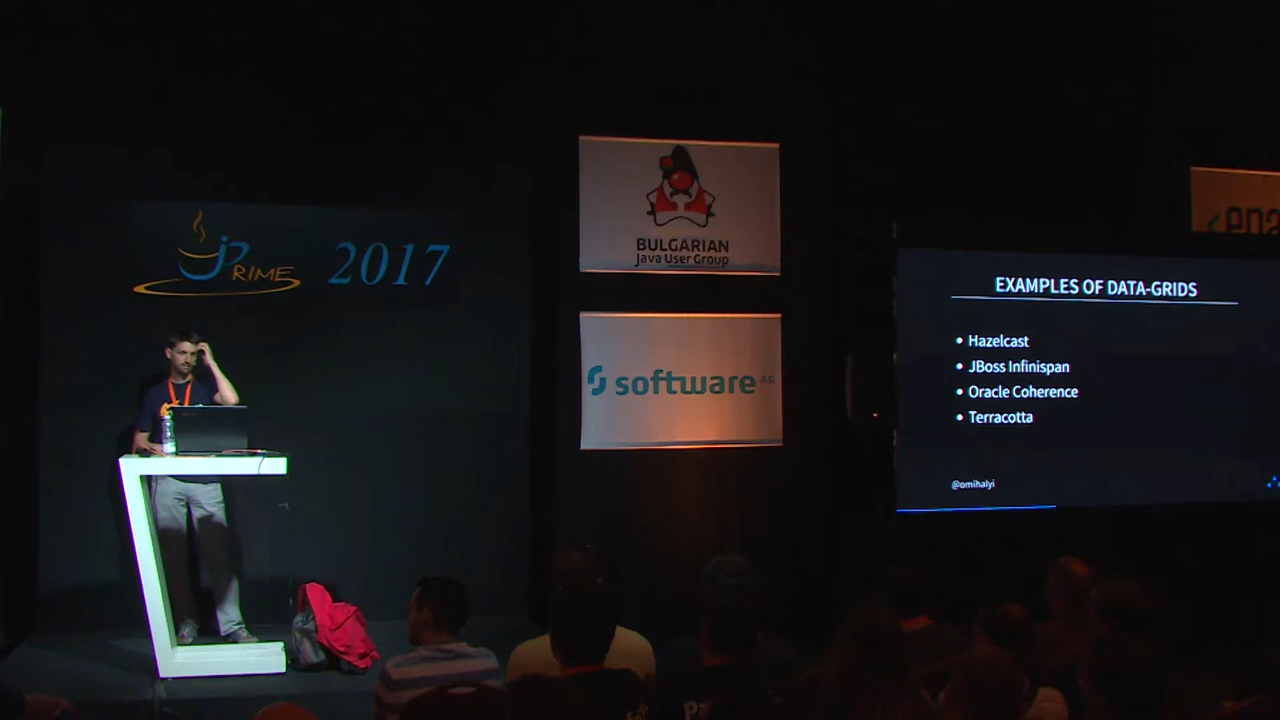 JPRIME 2017
BULGARIAN
Java User Group
software AG
EXAMPLES OF DATA-GRIDS
• Hazelcast
• JBoss Infinispan
• Oracle Coherence
• Terracotta
@omihalyi